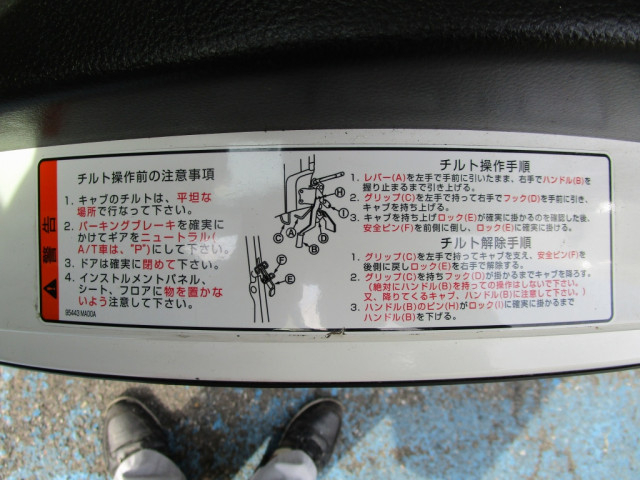 警告
チルト操作前の注意事項
1. キャブのチルトは、平坦な
場所で行なって下さい。
2. パーキングブレーキを確実に
かけてギアをニュートラル(
A/T車は、"P")にして下さい。
3. ドアは確実に閉めて下さい。
4. インストルメントパネル、
シート、フロアに物を置かな
いよう注意して下さい。
95443-MA00A
H
I
C
A
D
B
F
E
チルト操作手順
1. レバー(A)を左手で手前に引いたまま、右手でハンドル(B)を
握り止まるまで引き上げる。
2. グリップ(C)を左手で持って右手でフック(D)を手前に引き、
キャブを持ち上げる。
3. キャブを持ち上げロック(E)が確実に掛かるのを確認した後、
安全ピン(F)を前側に倒し、ロック(E)に確実に掛ける。
チルト解除手順
1. グリップ(C)を左手で持ってキャブを支え、安全ピン(F)を
後側に戻しロック(E)を右手で解除する。
2. グリップ(C)を持ちフック(D)が掛かるまでキャブを降ろす。
(絶対にハンドル(B)を持っての操作はしないで下さい。
又、降りてくるキャブ、ハンドル(B)に注意して下さい。)
3. ハンドル(B)のピン(H)がロック(I)に確実に掛かるまで
ハンドル(B)を下げる。